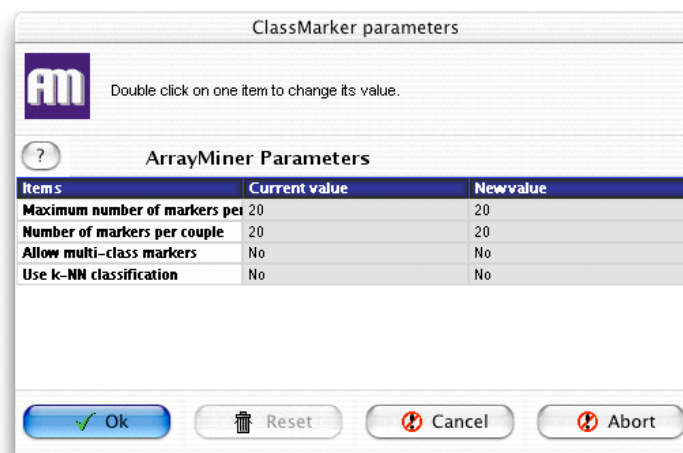 ClassMarker parameters
AM
Double click on one item to change its value.
?
ArrayMiner Parameters
Items Current value New value
Maximum number of markers per 20 20
Number of markers per couple 20 20
Allow multi-class markers No No
Use k-NN classification No No
Ok Reset Cancel Abort